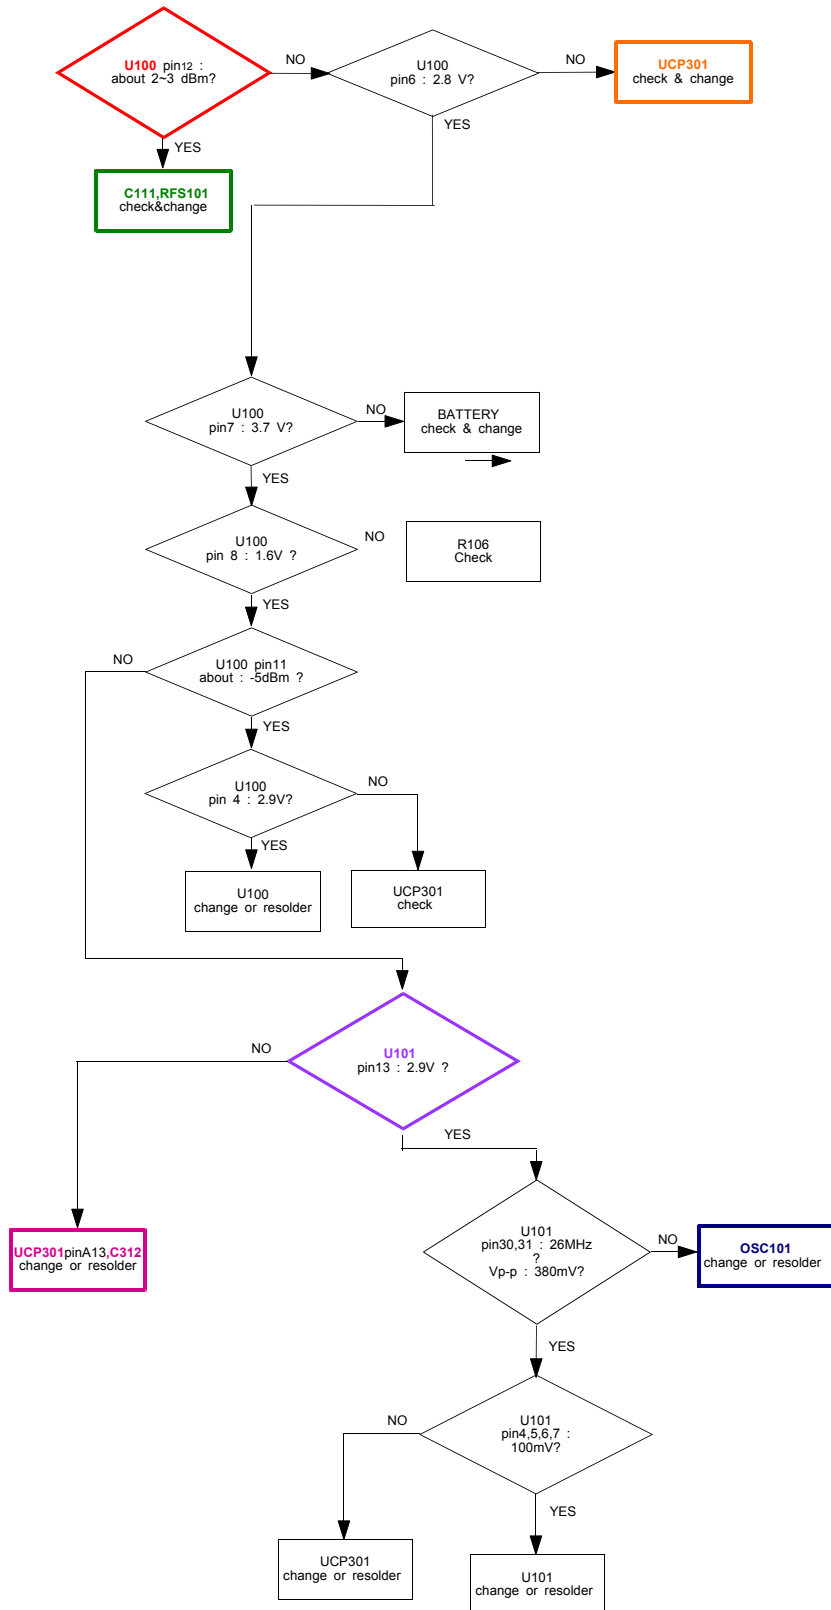 U100 pin12 :
about 2~3 dBm?
NO
U100
pin6 : 2.8 V?
NO
UCP301
check & change
YES
YES
C111,RFS101
check&change
U100
pin7 : 3.7 V?
NO
BATTERY
check & change
YES
U100
pin 8 : 1.6V ?
NO
R106
Check
YES
NO
U100 pin11
about : -5dBm ?
YES
U100
pin 4 : 2.9V?
NO
YES
U100
change or resolder
UCP301
check
NO
U101
pin13 : 2.9V ?
YES
UCP301pinA13,C312
change or resolder
U101
pin30,31 : 26MHz
?
Vp-p : 380mV?
NO
OSC101
change or resolder
YES
NO
U101
pin4,5,6,7 :
100mV?
YES
UCP301
change or resolder
U101
change or resolder